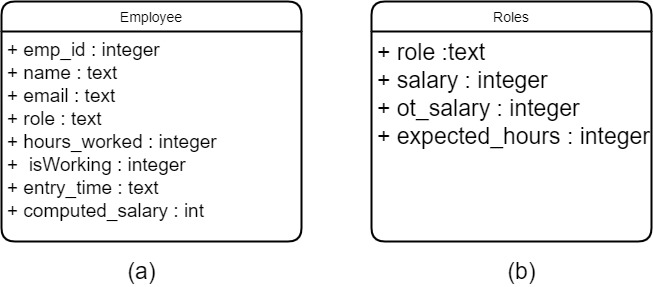 Employee
+ emp_id : integer
+ name : text
+ email : text
+ role : text
+ hours_worked : integer
+ isWorking : integer
+ entry_time : text
+ computed_salary : int
(a)
Roles
+ role :text
+ salary : integer
+ ot_salary : integer
+ expected_hours : integer
(b)